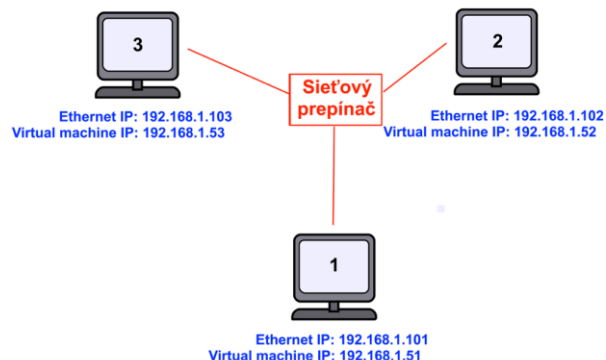 3
2
Sieťový
prepínač
Ethernet IP: 192.168.1.103
Virtual machine IP: 192.168.1.53
Ethernet IP: 192.168.1.102
Virtual machine IP: 192.168.1.52
1
Ethernet IP: 192.168.1.101
Virtual machine IP: 192.168.1.51